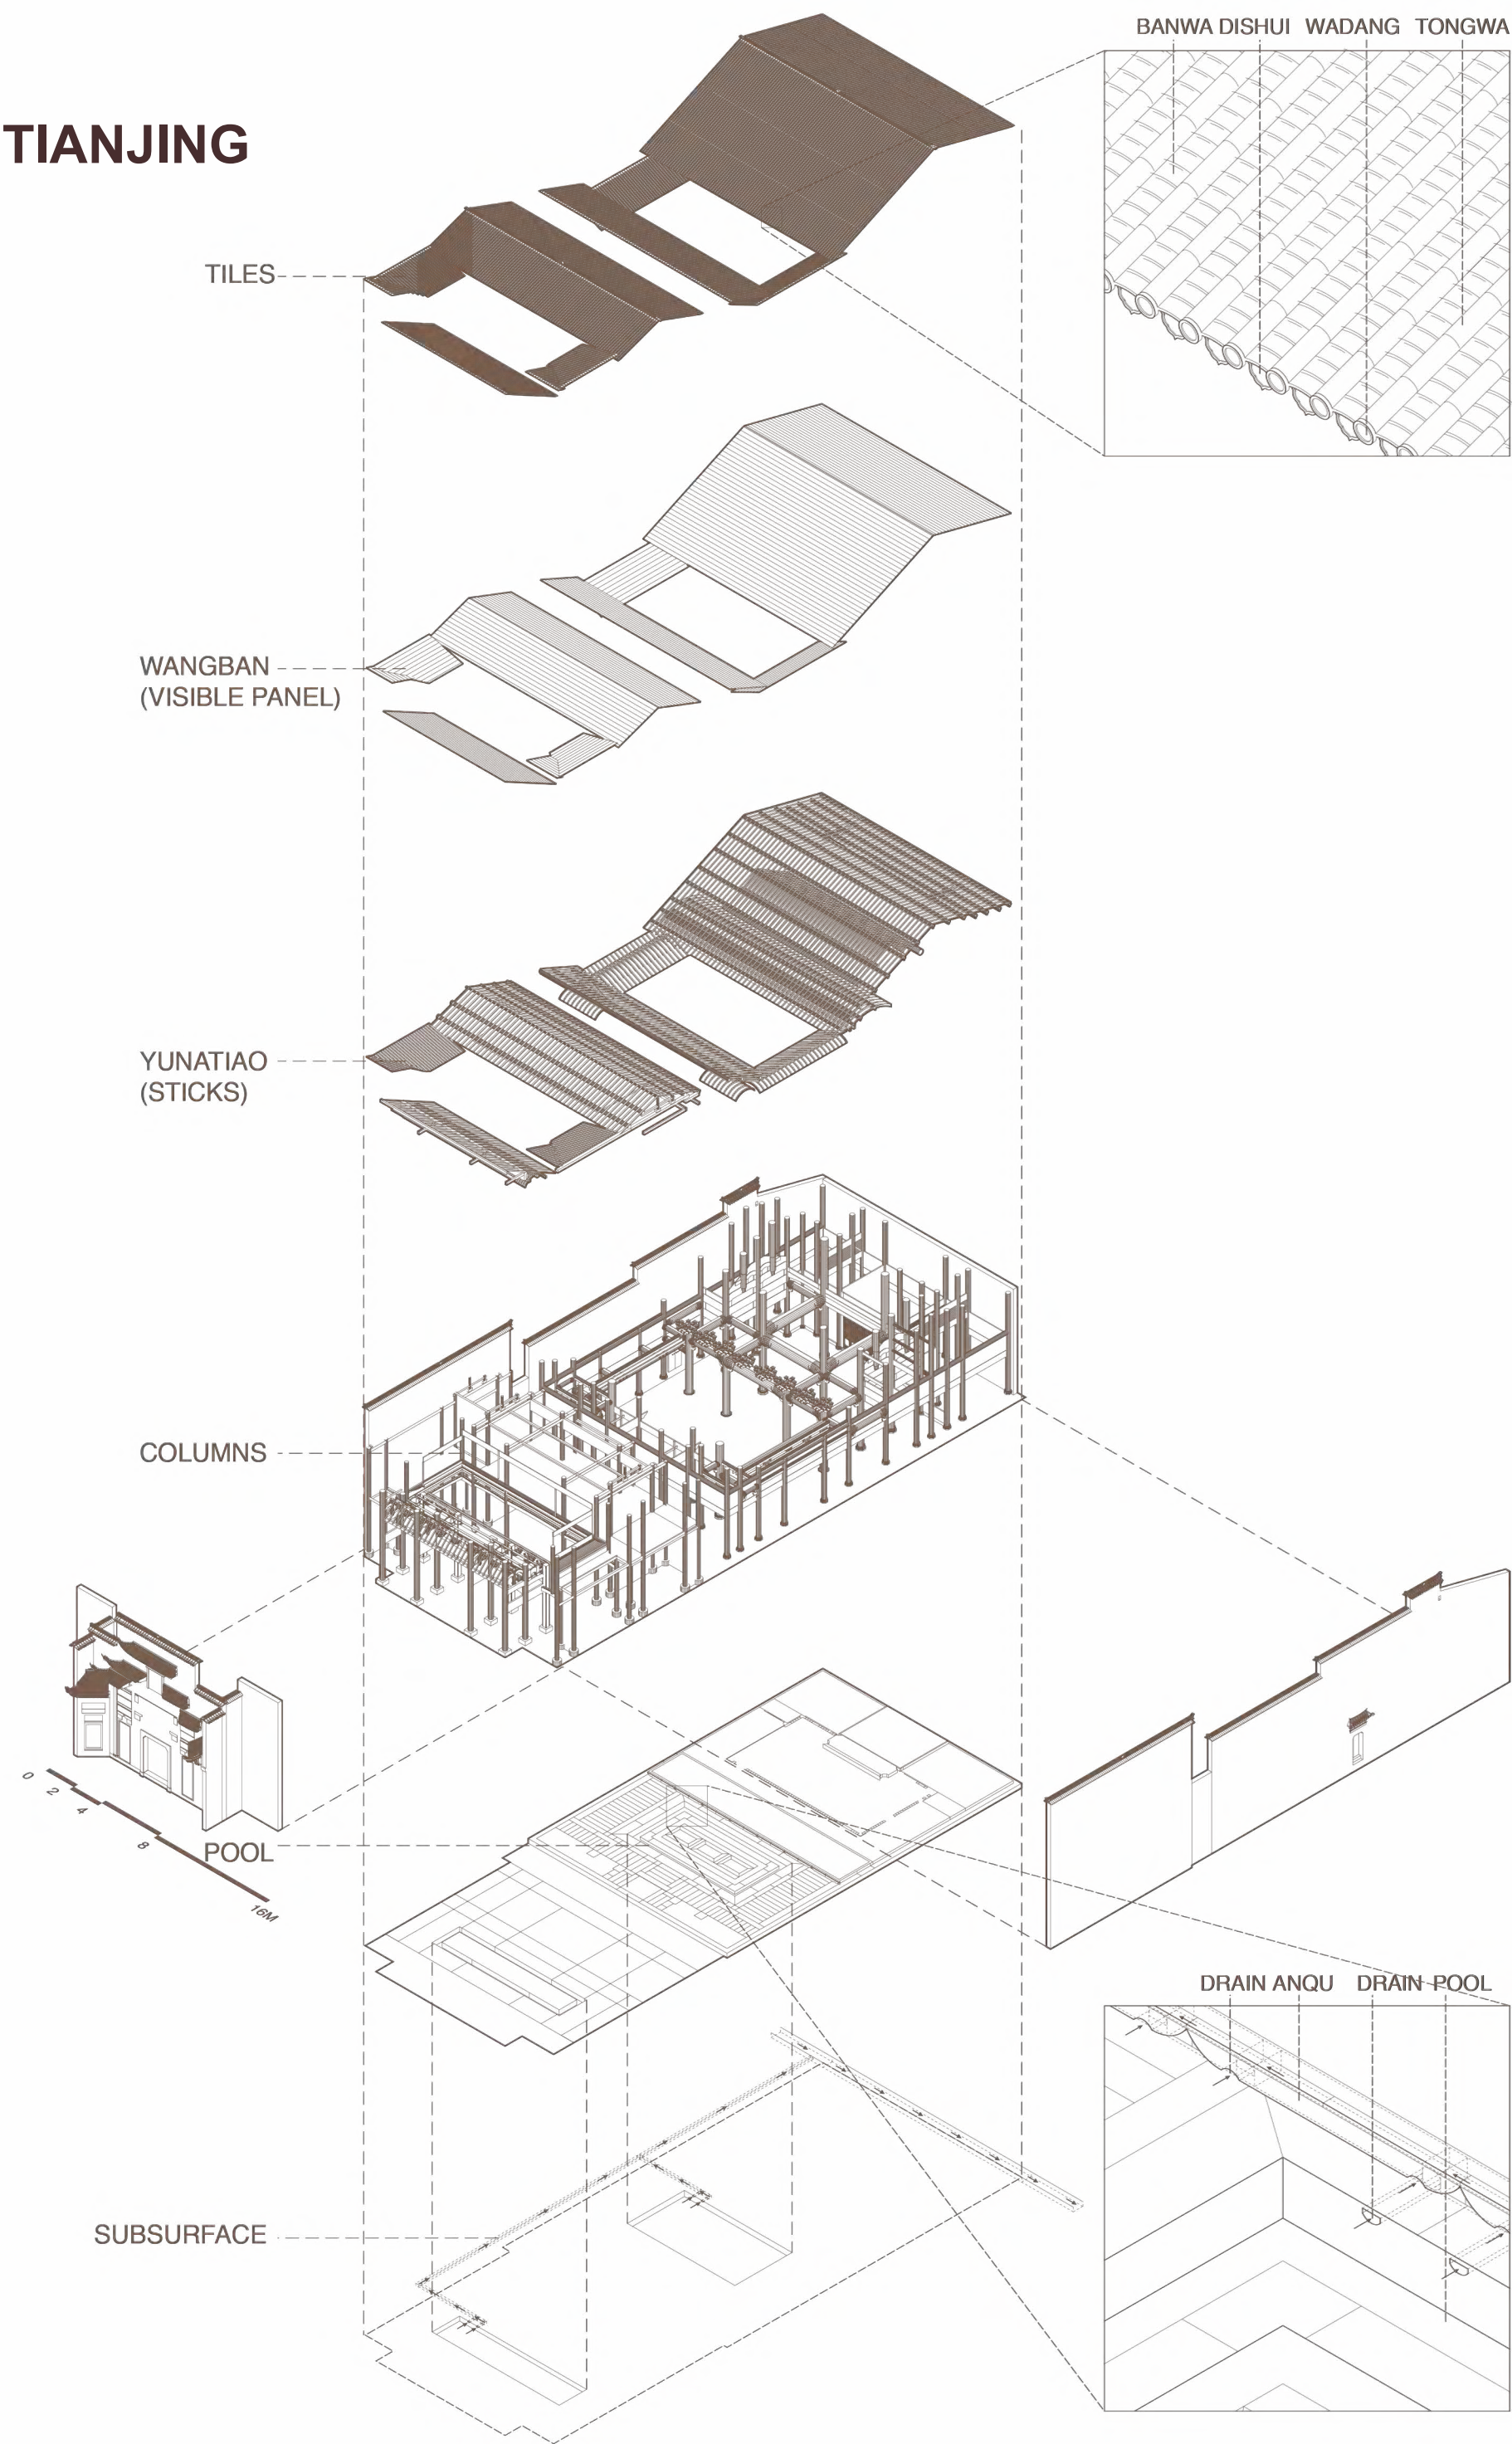 BANWA DISHUI WADANG TONGWA
TIANJING
TILES
WANGBAN
(VISIBLE PANEL)
YUNATIAO
(STICKS)
COLUMNS
0
2
4
8
16M
POOL
DRAIN ANQU DRAIN POOL
SUBSURFACE